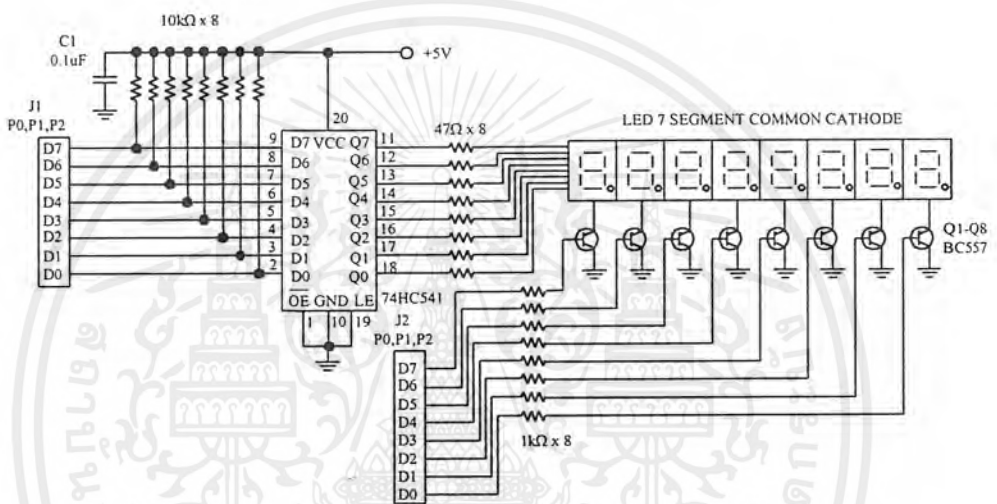 10kΩ x 8
C1
0.1uF
+5V
J1
P0,P1,P2
D7
D6
D5
D4
D3
D2
D1
D0
9
8
7
6
5
4
3
2
20
D7 VCC Q7
D6 Q6
D5 Q5
D4 Q4
D3 Q3
D2 Q2
D1 Q1
D0 Q0
OE GND LE
1 10 19
11
12
13
14
15
16
17
18
74HC541
47Ω x 8
LED 7 SEGMENT COMMON CATHODE
Q1-Q8
BC557
J2
P0,P1,P2
D7
D6
D5
D4
D3
D2
D1
D0
1kΩ x 8